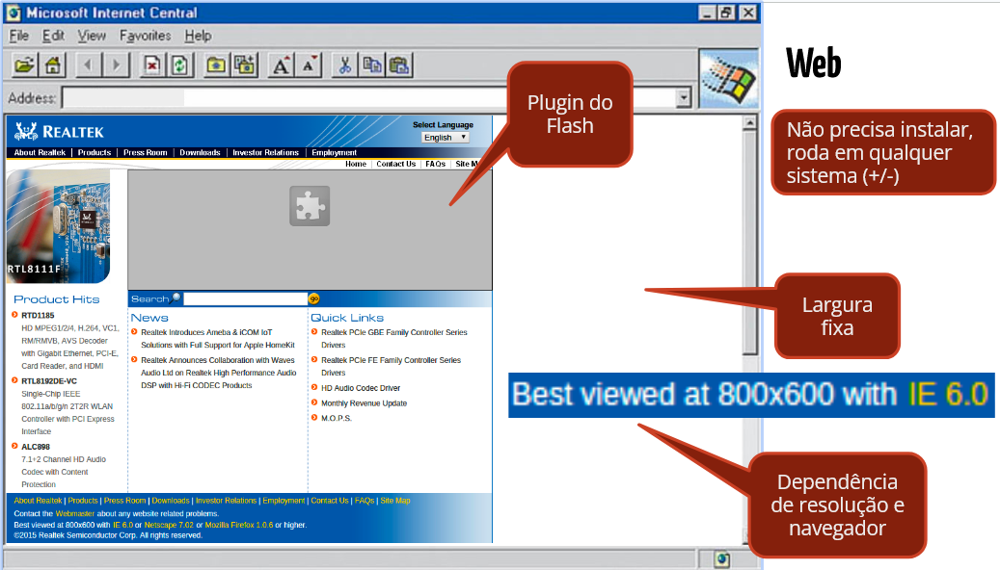 Microsoft Internet Central
File Edit View Favorites Help
Address:
Web
Plugin do
Flash
Não precisa instalar,
roda em qualquer
sistema (+/-)
REALTEK
Select Language
English
About Realtek | Products | Press Room | Downloads | Investor Relations | Employment
Home | Contact Us | FAQs | Site M
RTL8111F
Product Hits
RTD1185
HD MPEG1/2/4, H.264, VC1,
RM/RMVB, AVS Decoder
with Gigabit Ethernet, PCI-E,
Card Reader, and HDMI
RTL8192DE-VC
Single-Chip IEEE
802.11a/b/g/n 2T2R WLAN
Controller with PCI Express
Interface
ALC898
7.1+2 Channel HD Audio
Codec with Content
Protection
Search
go
News
Realtek Introduces Ameba & iCOM IoT
Solutions with Full Support for Apple HomeKit
Realtek Announces Collaboration with Waves
Audio Ltd on Realtek High Performance Audio
DSP with Hi-Fi CODEC Products
Quick Links
Realtek PCIe GBE Family Controller Series
Drivers
Realtek PCIe FE Family Controller Series
Drivers
HD Audio Codec Driver
Monthly Revenue Update
M.O.P.S.
Largura
fixa
Best viewed at 800x600 with IE 6.0
Dependência
de resolução e
navegador
About Realtek | Products | Press Room | Downloads | Investor Relations | Employment | Contact Us | FAQs | Site Map
Contact the Webmaster about any website related problems.
Best viewed at 800x600 with IE 6.0 or Netscape 7.02 or Mozilla Firefox 1.0.6 or higher.
©2015 Realtek Semiconductor Corp. All rights reserved.